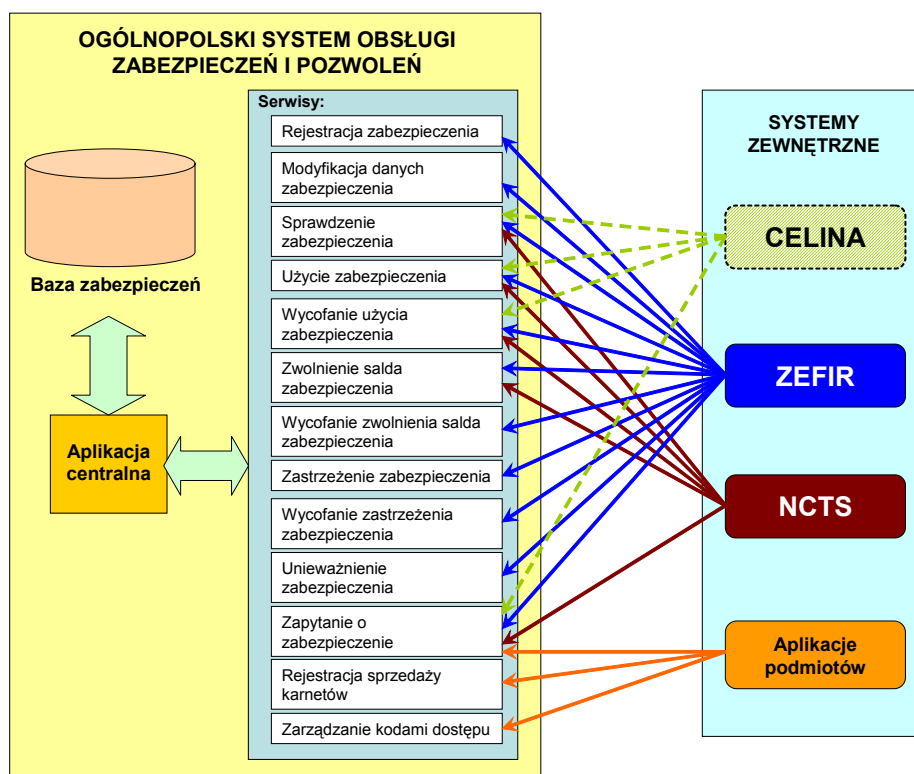 OGÓLNOPOLSKI SYSTEM OBSŁUGI
ZABEZPIECZEŃ I POZWOLEŃ
Serwisy:
Rejestracja zabezpieczenia
Modyfikacja danych
zabezpieczenia
Sprawdzenie
zabezpieczenia
Użycie zabezpieczenia
Wycofanie użycia
zabezpieczenia
Zwolnienie salda
zabezpieczenia
Wycofanie zwolnienia salda
zabezpieczenia
Zastrzeżenie zabezpieczenia
Wycofanie zastrzeżenia
zabezpieczenia
Unieważnienie
zabezpieczenia
Zapytanie o
zabezpieczenie
Rejestracja sprzedaży
karnetów
Zarządzanie kodami dostępu
Baza zabezpieczeń
Aplikacja
centralna
SYSTEMY
ZEWNĘTRZNE
CELINA
ZEFIR
NCTS
Aplikacje
podmiotów